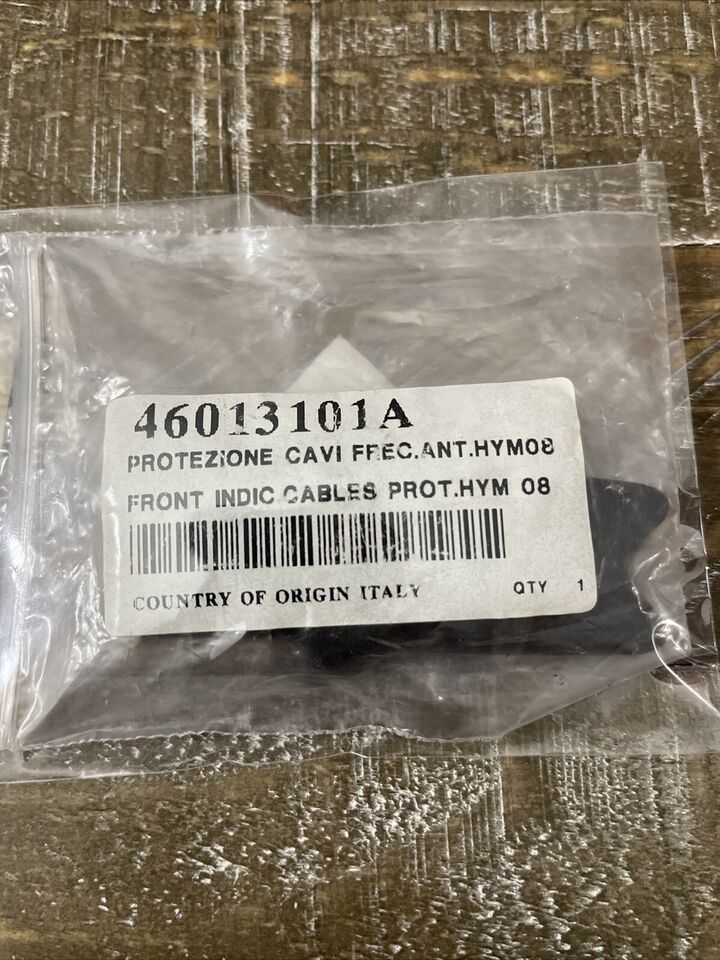 46013101A
PROTEZIONE CAVI FREC.ANT.HYM08
FRONT INDIC.CABLES PROT.HYM 08
COUNTRY OF ORIGIN ITALY QTY 1